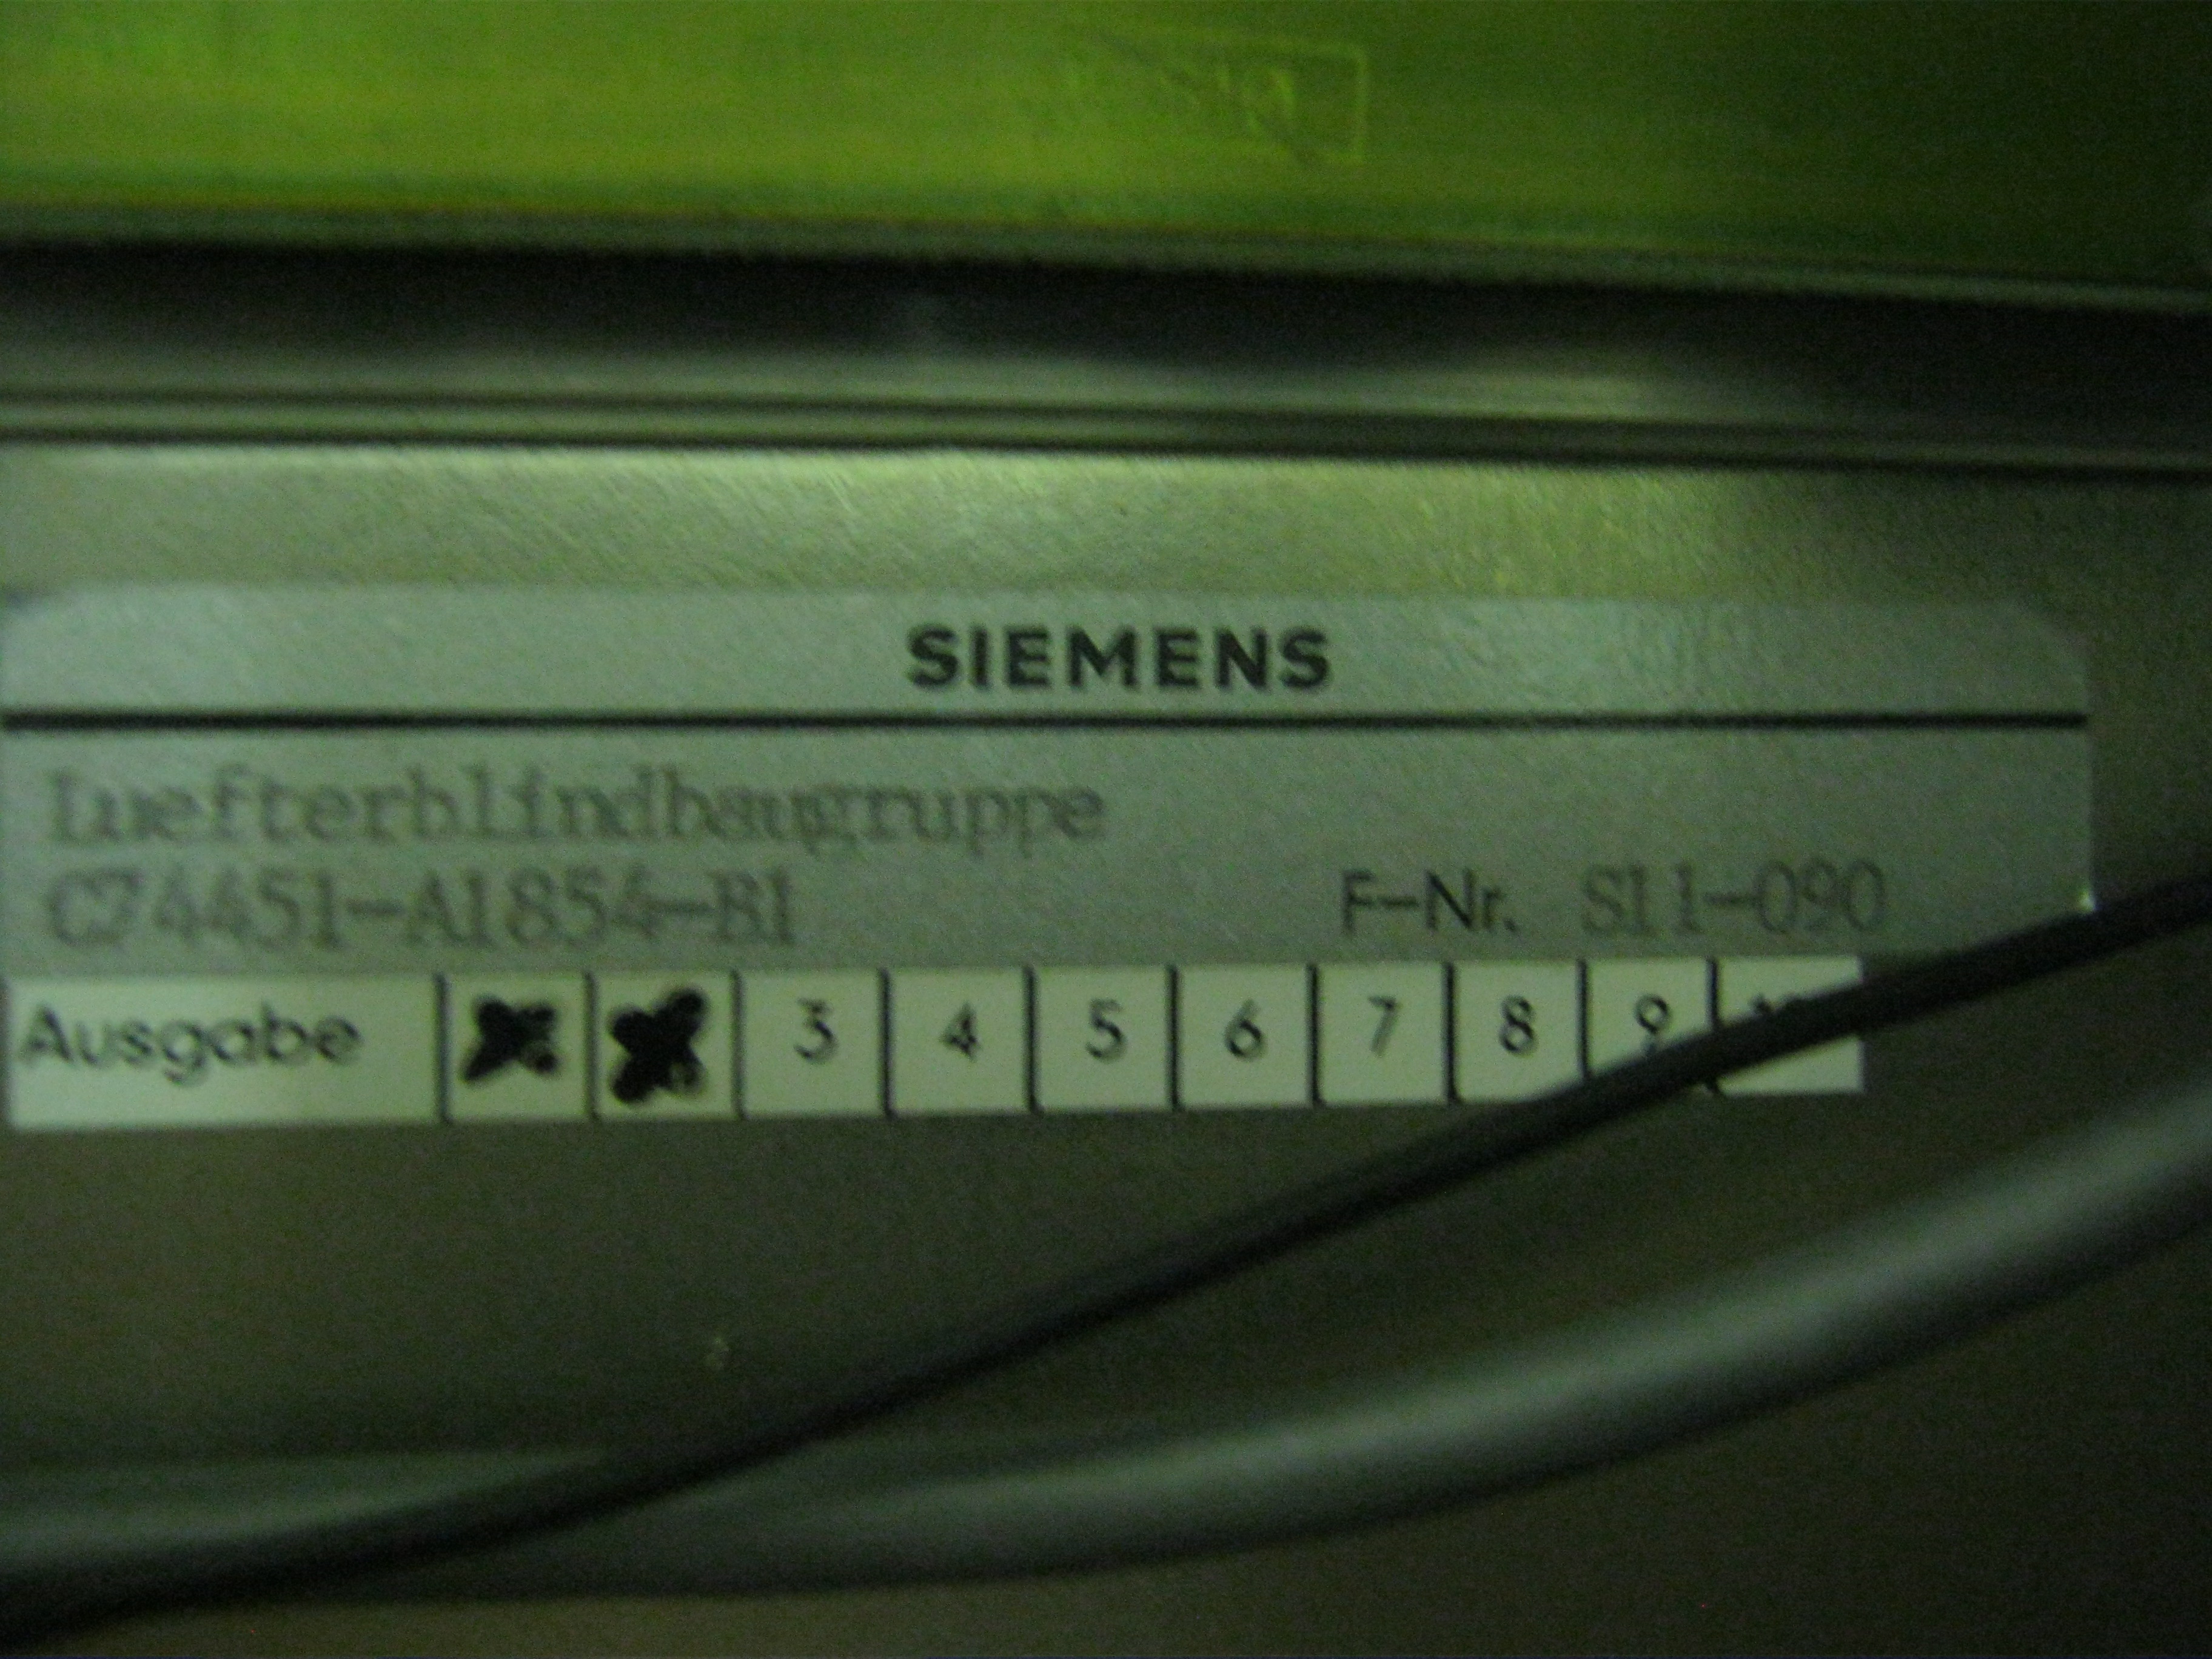 SIEMENS
Luefterblindbaugruppe
C74451-A1854-B1 F-Nr. S11-090
Ausgabe 3 4 5 6 7 8 9